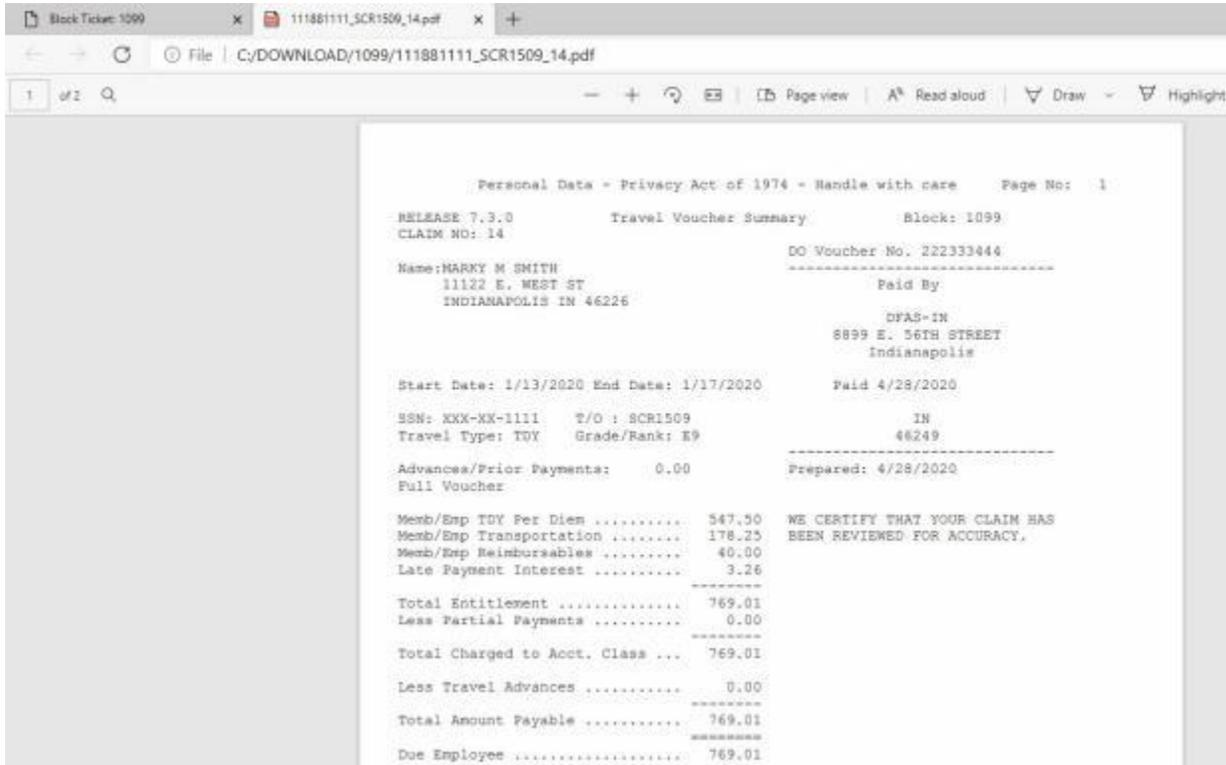 Block Ticket: 1099 111881111_SCR1509_14.pdf
File C:/DOWNLOAD/1099/111881111_SCR1509_14.pdf
1 of 2 Page view Read aloud Draw Highlight
Personal Data - Privacy Act of 1974 - Handle with care Page No: 1
RELEASE 7.3.0 Travel Voucher Summary Block: 1099
CLAIM NO: 14
DO Voucher No. 222333444
Name:MARKY M SMITH
11122 E. WEST ST Paid By
INDIANAPOLIS IN 46226
DFAS-IN
8899 E. 56TH STREET
Indianapolis
Start Date: 1/13/2020 End Date: 1/17/2020 Paid 4/28/2020
SSN: XXX-XX-1111 T/O : SCR1509 IN
Travel Type: TDY Grade/Rank: E9 46249
Advances/Prior Payments: 0.00 Prepared: 4/28/2020
Full Voucher
Memb/Emp TDY Per Diem .......... 547.50 WE CERTIFY THAT YOUR CLAIM HAS
Memb/Emp Transportation ........ 178.25 BEEN REVIEWED FOR ACCURACY.
Memb/Emp Reimbursables ......... 40.00
Late Payment Interest .......... 3.26
Total Entitlement .............. 769.01
Less Partial Payments .......... 0.00
Total Charged to Acct. Class ... 769.01
Less Travel Advances ........... 0.00
Total Amount Payable ........... 769.01
Due Employee ................... 769.01